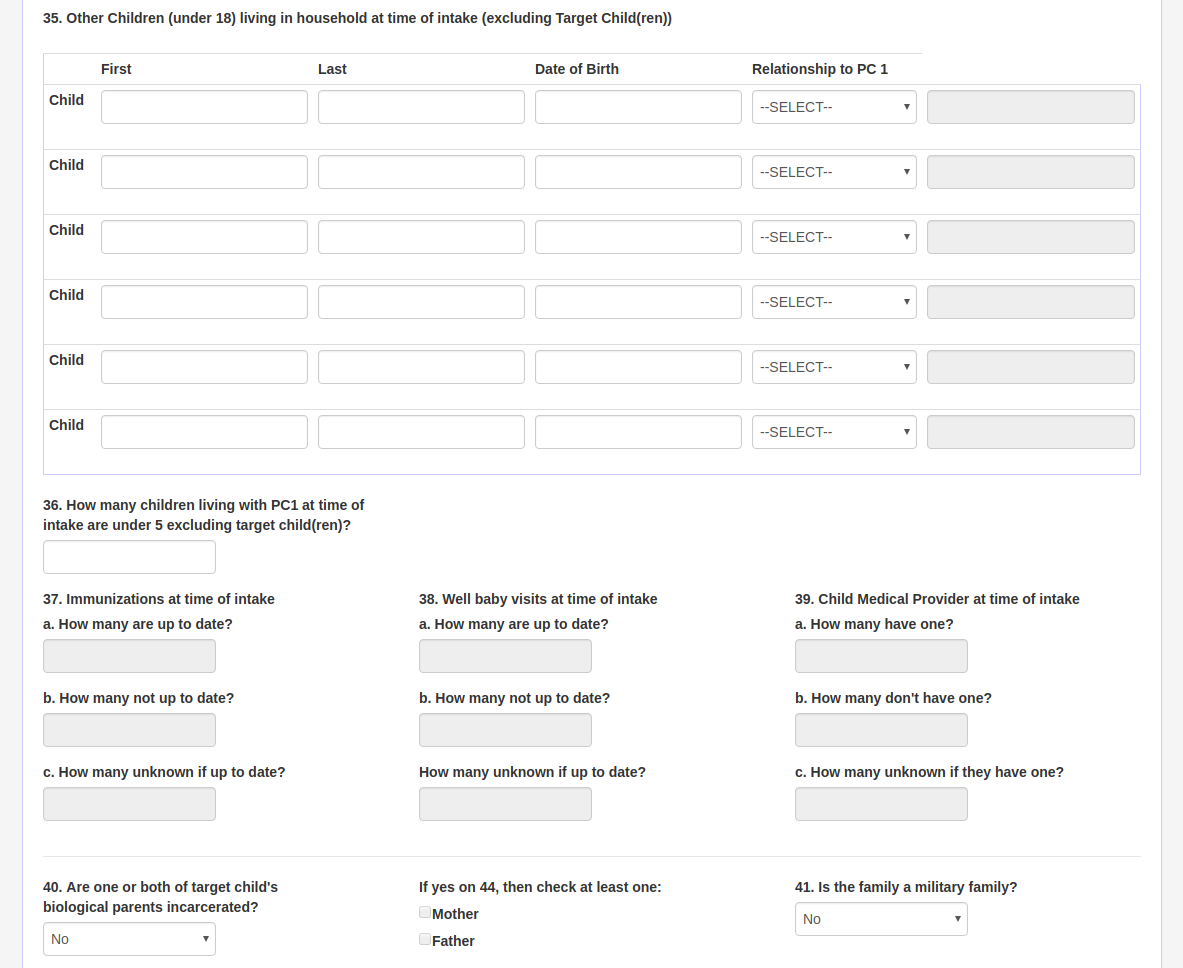 35. Other Children (under 18) living in household at time of intake (excluding Target Child(ren))
First Last Date of Birth Relationship to PC 1
Child --SELECT--
Child --SELECT--
Child --SELECT--
Child --SELECT--
Child --SELECT--
Child --SELECT--
36. How many children living with PC1 at time of
intake are under 5 excluding target child(ren)?
37. Immunizations at time of intake
a. How many are up to date?
b. How many not up to date?
c. How many unknown if up to date?
38. Well baby visits at time of intake
a. How many are up to date?
b. How many not up to date?
How many unknown if up to date?
39. Child Medical Provider at time of intake
a. How many have one?
b. How many don't have one?
c. How many unknown if they have one?
40. Are one or both of target child's
biological parents incarcerated?
No
If yes on 44, then check at least one:
Mother
Father
41. Is the family a military family?
No